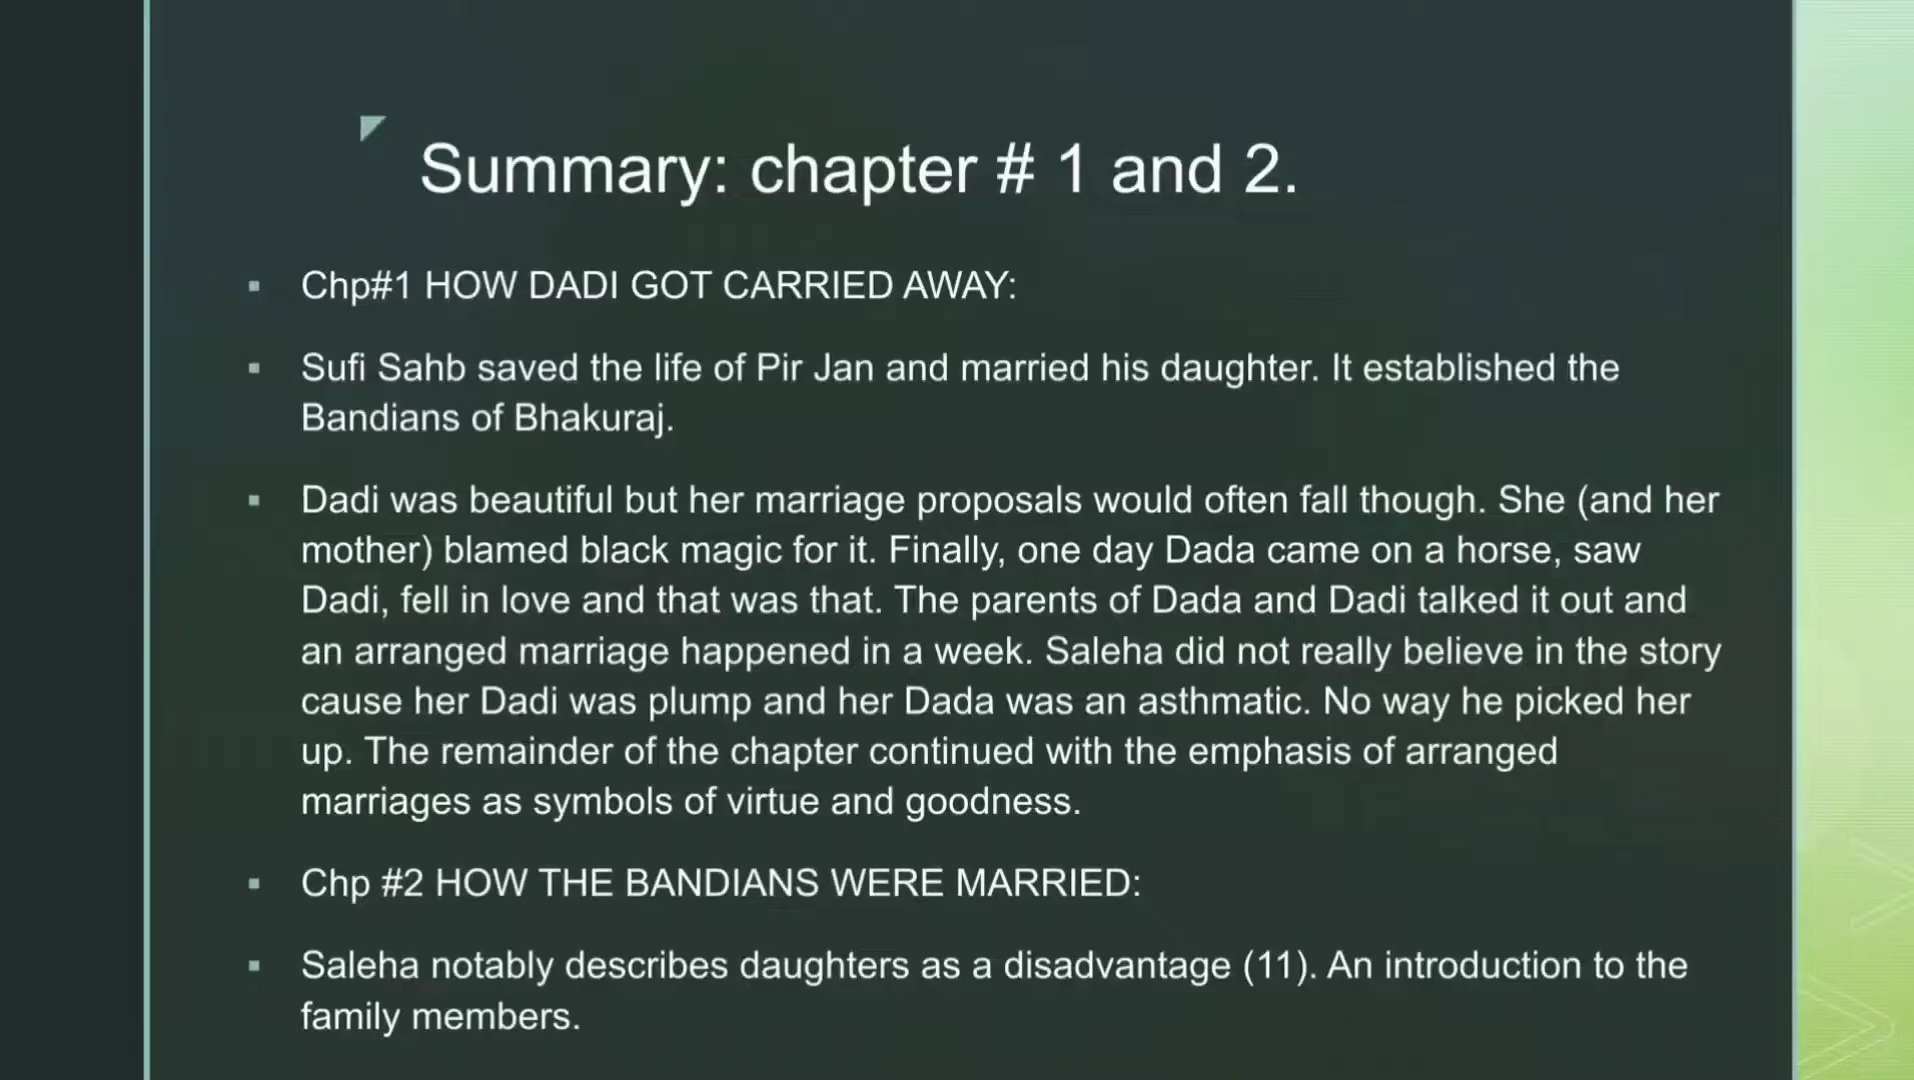 Summary: chapter # 1 and 2.
Chp#1 HOW DADI GOT CARRIED AWAY:
Sufi Sahb saved the life of Pir Jan and married his daughter. It established the
Bandians of Bhakuraj.
Dadi was beautiful but her marriage proposals would often fall though. She (and her
mother) blamed black magic for it. Finally, one day Dada came on a horse, saw
Dadi, fell in love and that was that. The parents of Dada and Dadi talked it out and
an arranged marriage happened in a week. Saleha did not really believe in the story
cause her Dadi was plump and her Dada was an asthmatic. No way he picked her
up. The remainder of the chapter continued with the emphasis of arranged
marriages as symbols of virtue and goodness.
Chp #2 HOW THE BANDIANS WERE MARRIED:
Saleha notably describes daughters as a disadvantage (11). An introduction to the
family members.